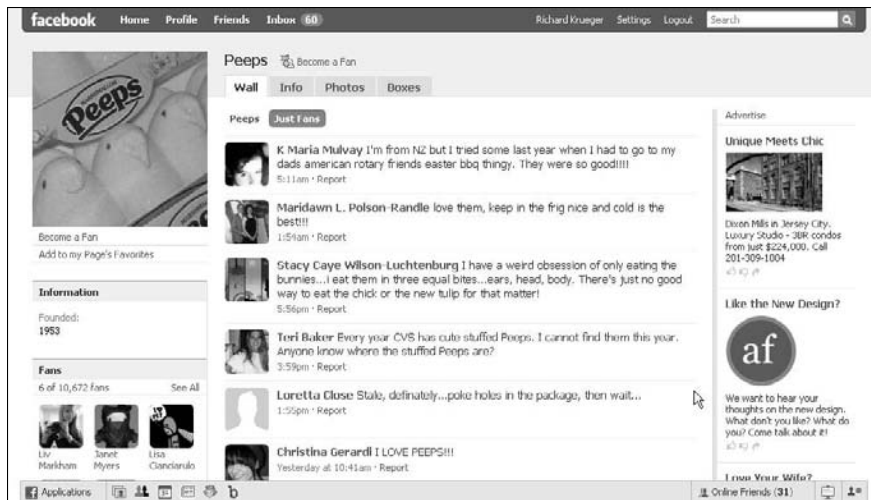 facebook Home Profile Friends Inbox 60 Richard Krueger Settings Logout Search
Peeps
Peeps Become a Fan
Wall Info Photos Boxes
Peeps Just Fans
K Maria Mulvay I'm from NZ but I tried some last year when I had to go to my
dads american rotary friends easter bbq thingy. They were so good!!!!
5:11am · Report
Maridawn L. Polson-Randle love them, keep in the frig nice and cold is the
best!!!
1:54am · Report
Stacy Caye Wilson-Luchtenburg I have a weird obsession of only eating the
bunnies...i eat them in three equal bites...ears, head, body. There's just no good
way to eat the chick or the new tulip for that matter!
5:56pm · Report
Teri Baker Every year CVS has cute stuffed Peeps. I cannot find them this year.
Anyone know where the stuffed Peeps are?
3:59pm · Report
Loretta Close Stale, definately...poke holes in the package, then wait...
1:55pm · Report
Christina Gerardi I LOVE PEEPS!!!
Yesterday at 10:41am · Report
Become a Fan
Add to my Page's Favorites
Information
Founded:
1953
Fans
6 of 10,672 fans See All
Liv
Markham
Janet
Myers
Lisa
Cianciarulo
Advertise
Unique Meets Chic
Dixon Mills in Jersey City.
Luxury Studio - 3BR condos
from just $224,000. Call
201-309-1004
Like the New Design?
af
We want to hear your
thoughts on the new design.
What don't you like? What do
you? Come talk about it!
Love Your Wife?
Applications
Online Friends (31)